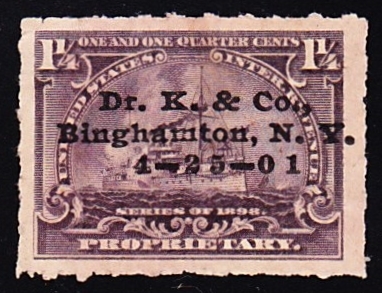 ONE AND ONE QUARTER CENTS
1¼ 1¼
UNITED STATES INTER. REVENUE
Dr. K. & Co.,
Binghamton, N. Y.
4-25-01
SERIES OF 1898.
PROPRIETARY.